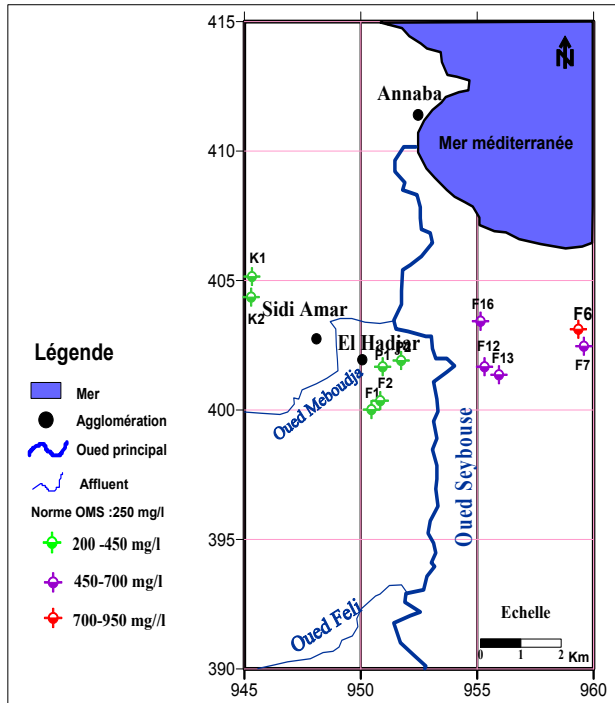 415
410
405
400
395
390
945
950
955
960
N
Annaba
Mer méditerranée
K1
K2
Sidi Amar
El Hadjar
P1
F1
F2
F16
F12
F13
F6
F7
Oued Meboudja
Oued Seybouse
Oued Feli
Echelle
0 1 2
Km
Légende
Mer
Agglomération
Oued principal
Affluent
Norme OMS :250 mg/l
200 -450 mg/l
450-700 mg/l
700-950 mg//l